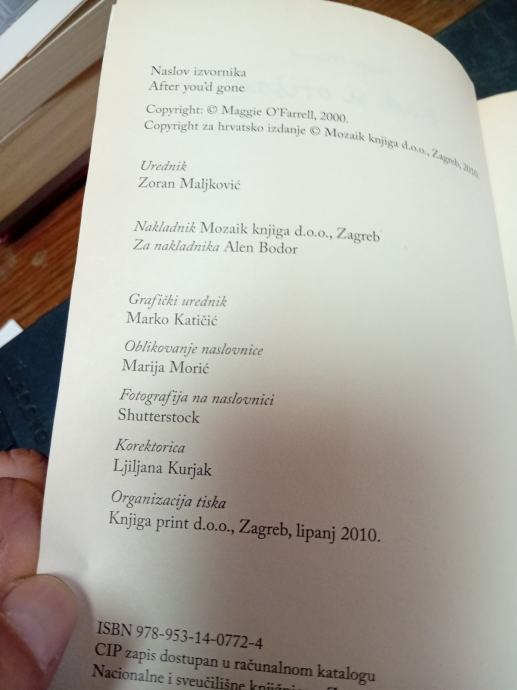 Naslov izvornika
After you'd gone
Copyright: © Maggie O'Farrell, 2000.
Copyright za hrvatsko izdanje © Mozaik knjiga d.o.o., Zagreb, 2010.
Urednik
Zoran Maljković
Nakladnik Mozaik knjiga d.o.o., Zagreb
Za nakladnika Alen Bodor
Grafički urednik
Marko Katičić
Oblikovanje naslovnice
Marija Morić
Fotografija na naslovnici
Shutterstock
Korektorica
Ljiljana Kurjak
Organizacija tiska
Knjiga print d.o.o., Zagreb, lipanj 2010.
ISBN 978-953-14-0772-4
CIP zapis dostupan u računalnom katalogu
Nacionalne i sveučilišne